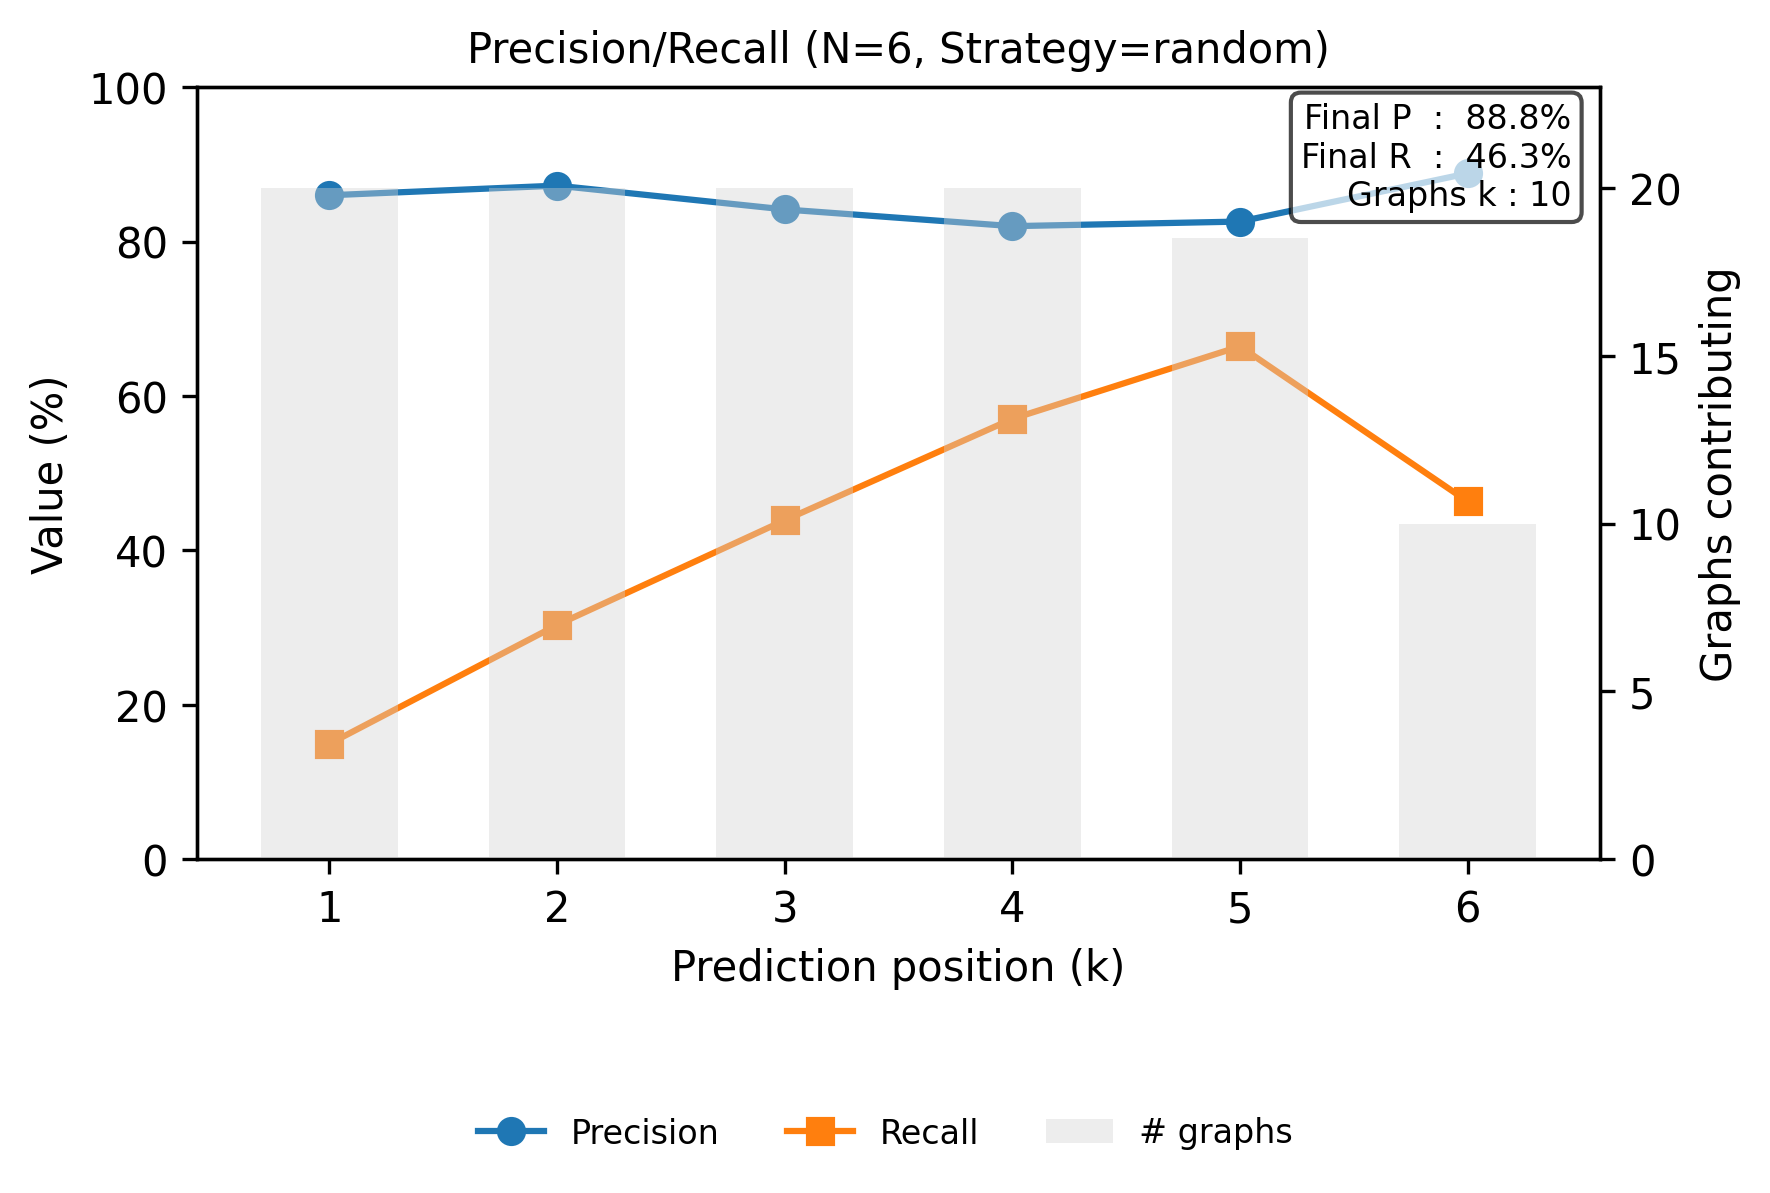 Precision/Recall (N=6, Strategy=random)
100
80
60
40
20
0
Value (%)
Final P : 88.8%
Final R : 46.3%
Graphs k : 10
20
15
10
5
0
Graphs contributing
1 2 3 4 5 6
Prediction position (k)
Precision Recall # graphs